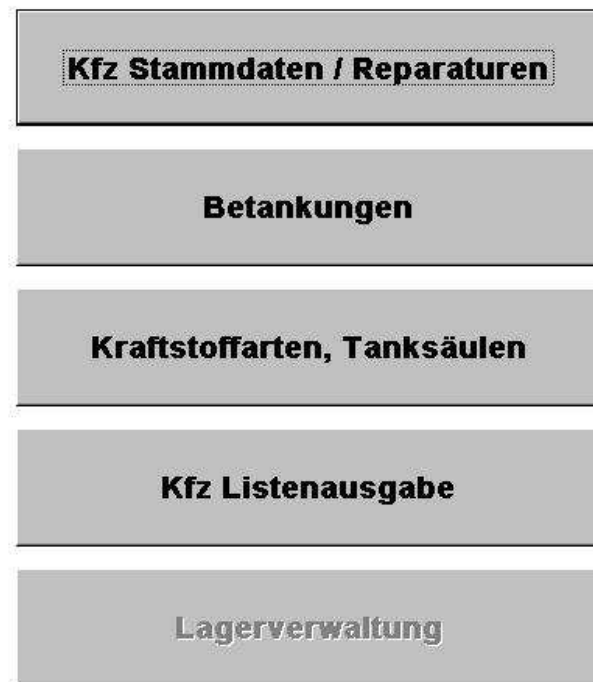 Kfz Stammdaten / Reparaturen
Betankungen
Kraftstoffarten, Tanksäulen
Kfz Listenausgabe
Lagerverwaltung